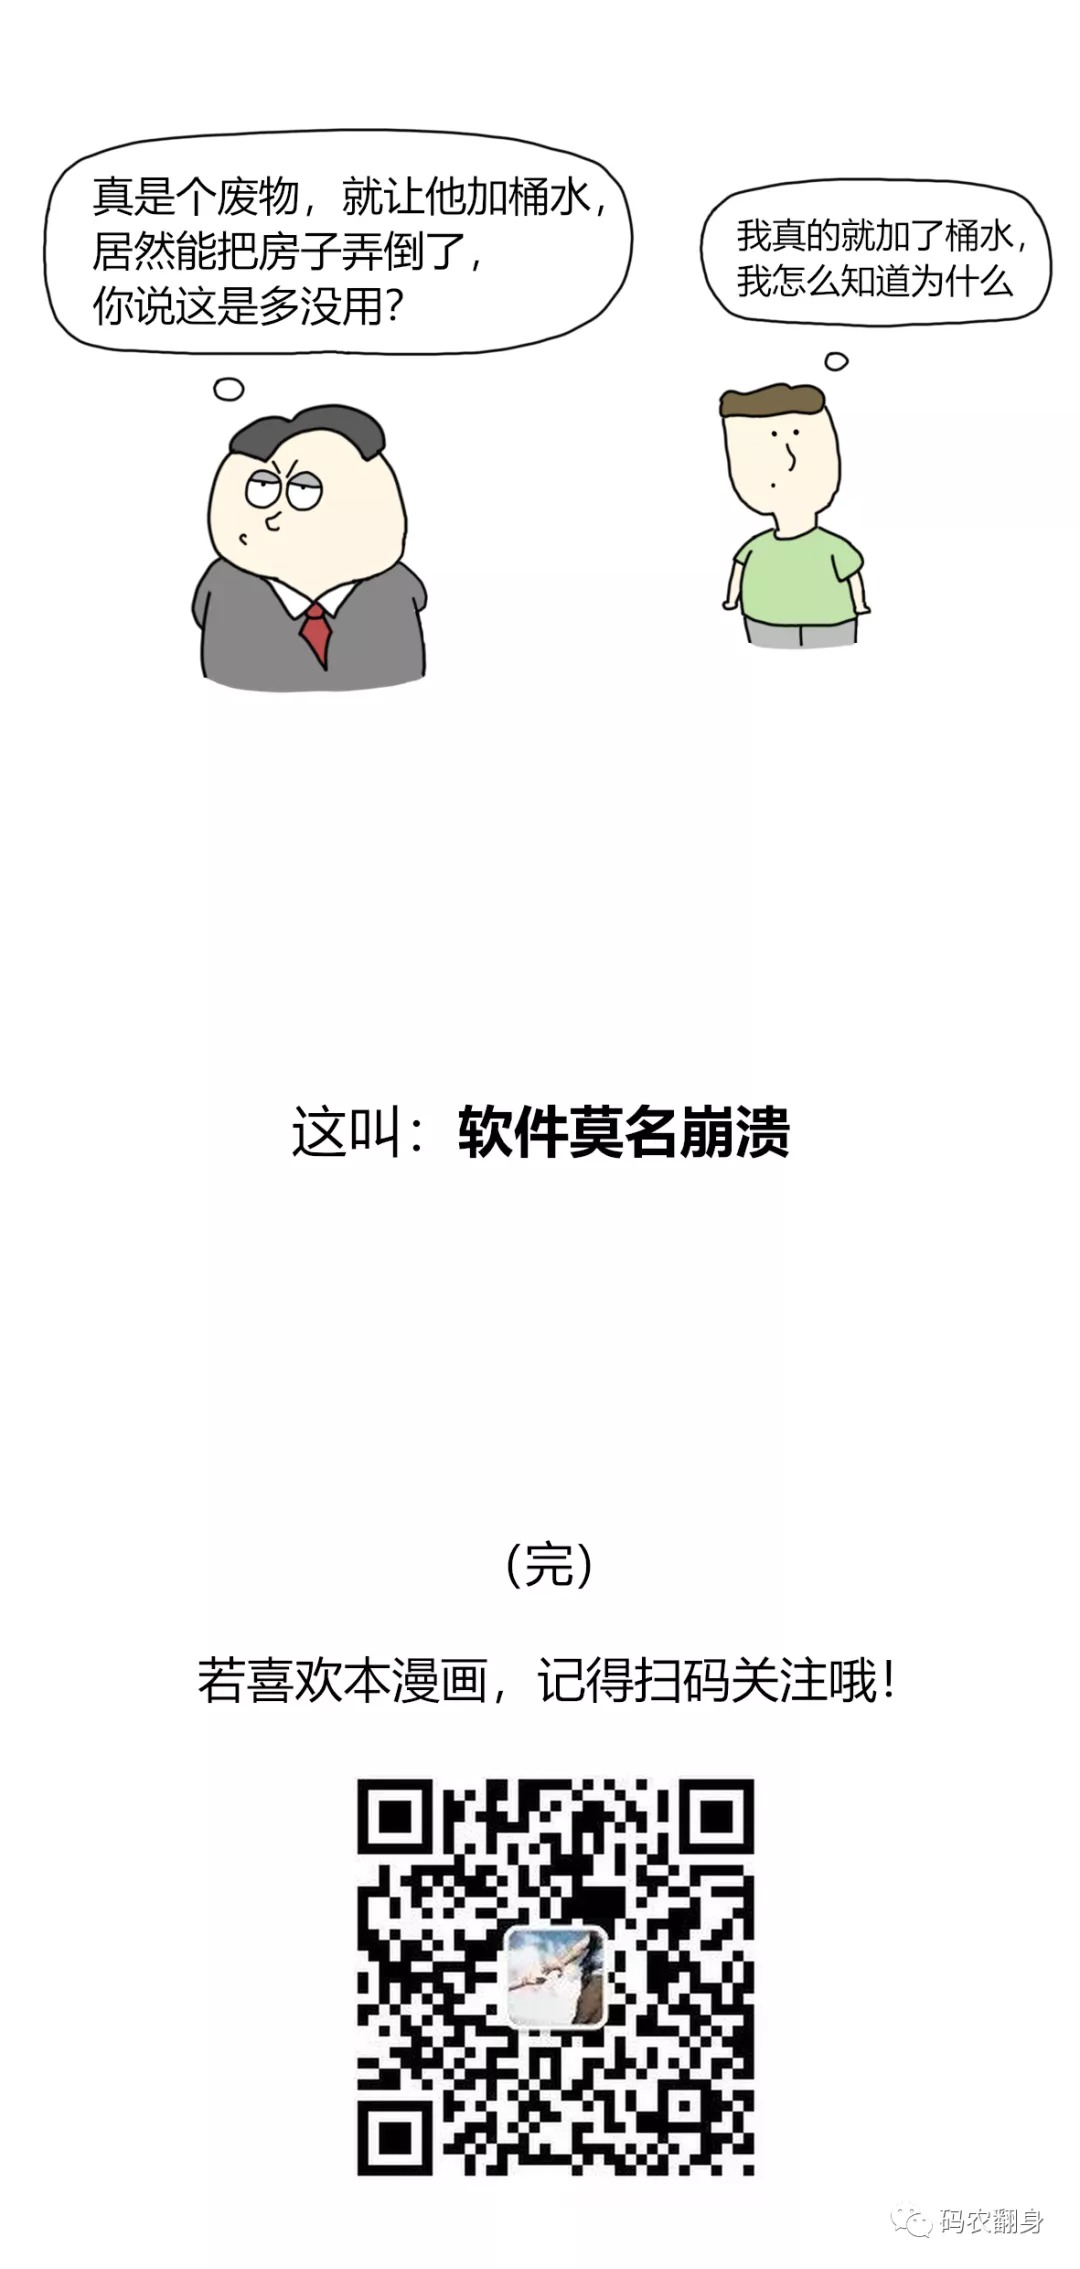 真是个废物，就让他加桶水，
居然能把房子弄倒了，
你说这是多没用？
我真的就加了桶水，
我怎么知道为什么
这叫：软件莫名崩溃
（完）
若喜欢本漫画，记得扫码关注哦！
码农翻身